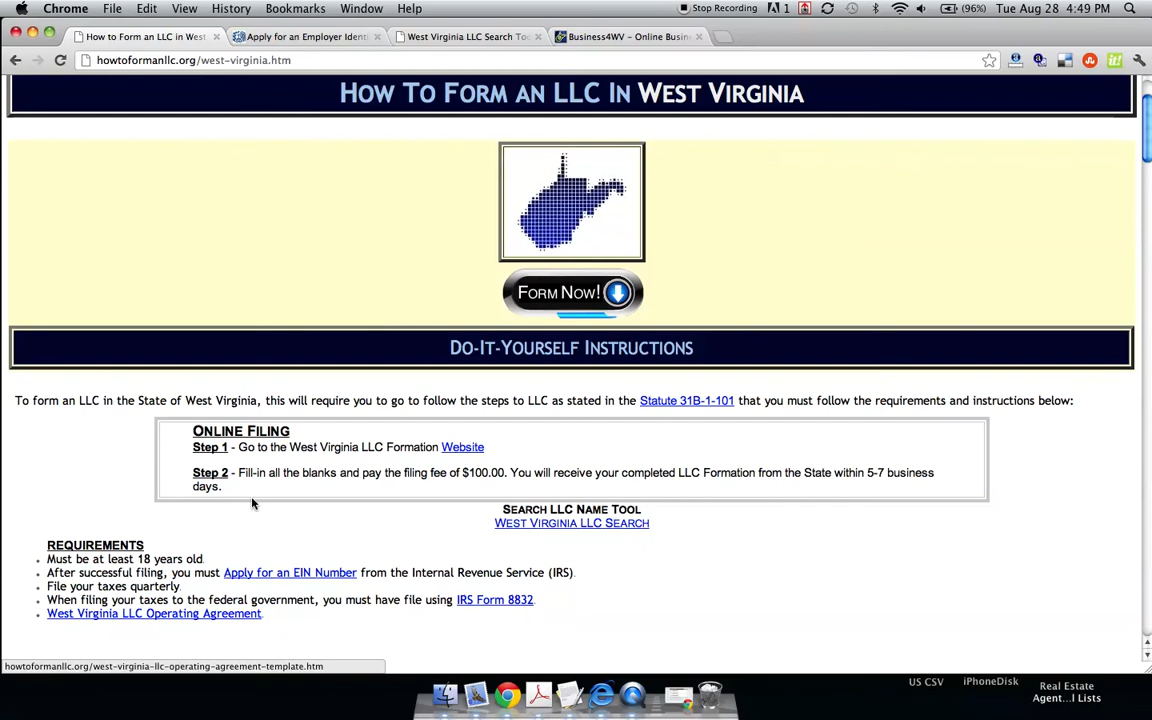 Chrome File Edit View History Bookmarks Window Help Stop Recording 1 (96%) Tue Aug 28 4:49 PM
How to Form an LLC in West Apply for an Employer Identi West Virginia LLC Search Too Business4WV – Online Busin
howtoformanllc.org/west-virginia.htm
How To Form an LLC In West Virginia
Form Now!
Do-It-Yourself Instructions
To form an LLC in the State of West Virginia, this will require you to go to follow the steps to LLC as stated in the Statute 31B-1-101 that you must follow the requirements and instructions below:
Online Filing
Step 1 - Go to the West Virginia LLC Formation Website
Step 2 - Fill-in all the blanks and pay the filing fee of $100.00. You will receive your completed LLC Formation from the State within 5-7 business
days.
Search LLC Name Tool
West Virginia LLC Search
REQUIREMENTS
Must be at least 18 years old.
After successful filing, you must Apply for an EIN Number from the Internal Revenue Service (IRS).
File your taxes quarterly.
When filing your taxes to the federal government, you must have file using IRS Form 8832.
West Virginia LLC Operating Agreement.
howtoformanllc.org/west-virginia-llc-operating-agreement-template.htm
US CSV iPhoneDisk Real Estate
Agent...l Lists